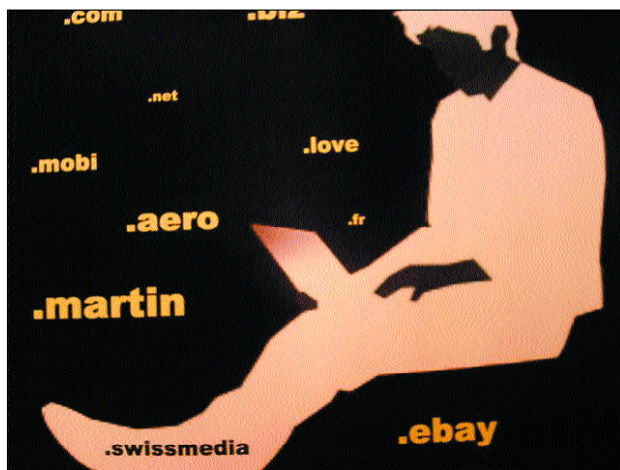 .com
.biz
.net
.love
.mobi
.aero
.fr
.martin
.ebay
.swissmedia